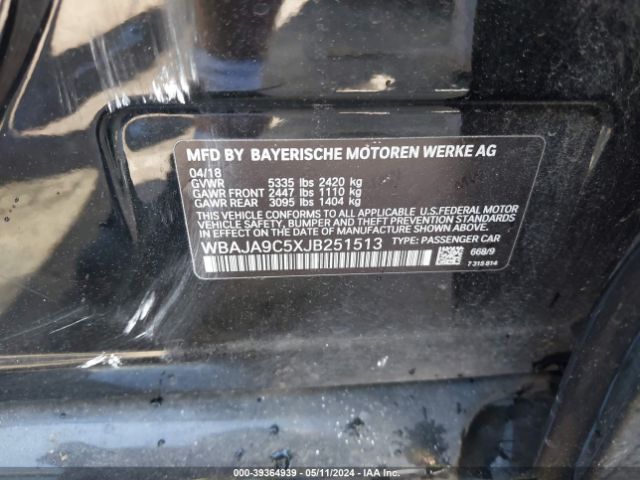 MFD BY BAYERISCHE MOTOREN WERKE AG
04/18
GVWR 5335 lbs 2420 kg
GAWR FRONT 2447 lbs 1110 kg
GAWR REAR 3095 lbs 1404 kg
THIS VEHICLE CONFORMS TO ALL APPLICABLE U.S.FEDERAL MOTOR
VEHICLE SAFETY, BUMPER, AND THEFT PREVENTION STANDARDS
IN EFFECT ON THE DATE OF MANUFACTURE SHOWN ABOVE.
WBAJA9C5XJB251513 TYPE: PASSENGER CAR
668/9
7 315 814
000-39364939 - 05/11/2024 - IAA Inc.